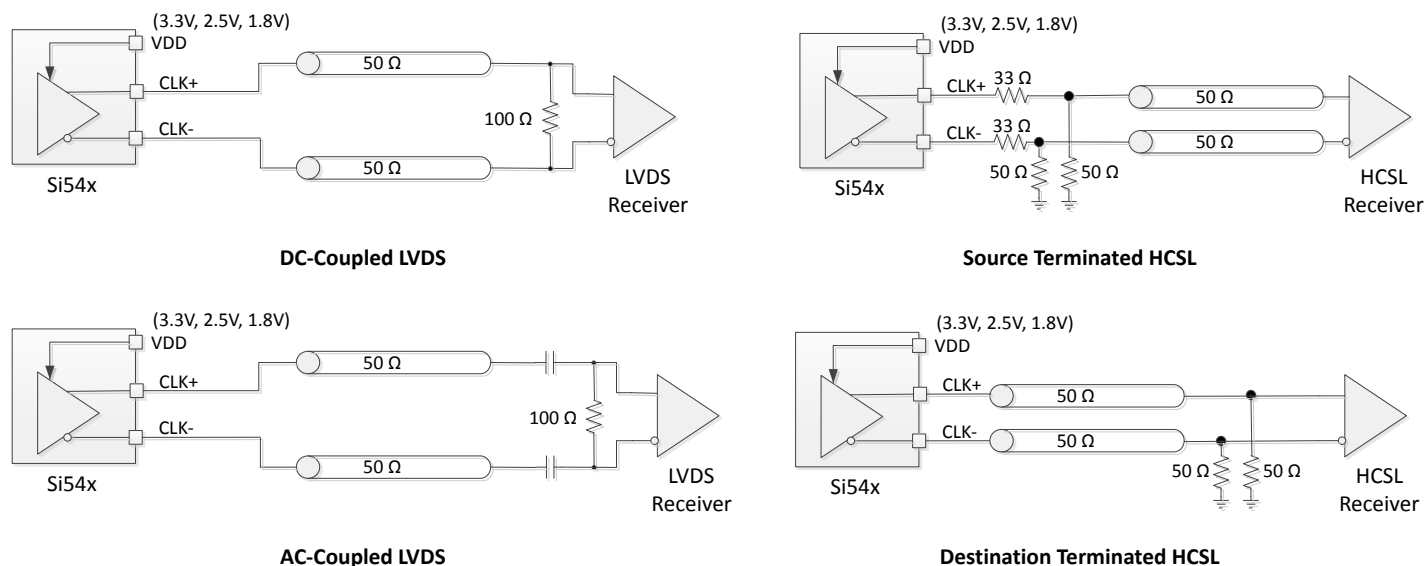 (3.3V, 2.5V, 1.8V)
VDD
CLK+
50 Ω
100 Ω
CLK-
50 Ω
Si54x
LVDS
Receiver
DC-Coupled LVDS
(3.3V, 2.5V, 1.8V)
VDD
CLK+
33 Ω
50 Ω
CLK-
33 Ω
50 Ω
50 Ω
50 Ω
Si54x
HCSL
Receiver
Source Terminated HCSL
(3.3V, 2.5V, 1.8V)
VDD
CLK+
50 Ω
100 Ω
CLK-
50 Ω
Si54x
LVDS
Receiver
AC-Coupled LVDS
(3.3V, 2.5V, 1.8V)
VDD
CLK+
50 Ω
CLK-
50 Ω
50 Ω
50 Ω
Si54x
HCSL
Receiver
Destination Terminated HCSL